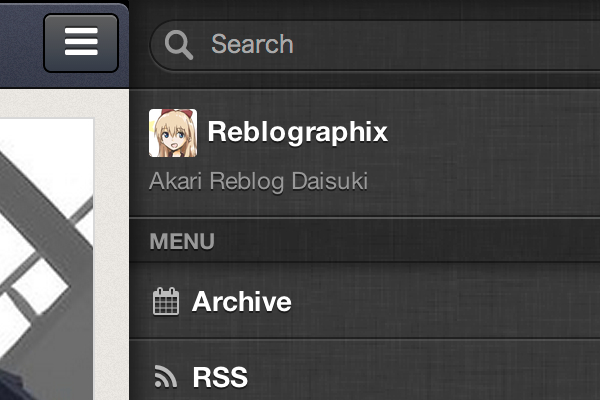 Search
Reblographix
Akari Reblog Daisuki
MENU
Archive
RSS